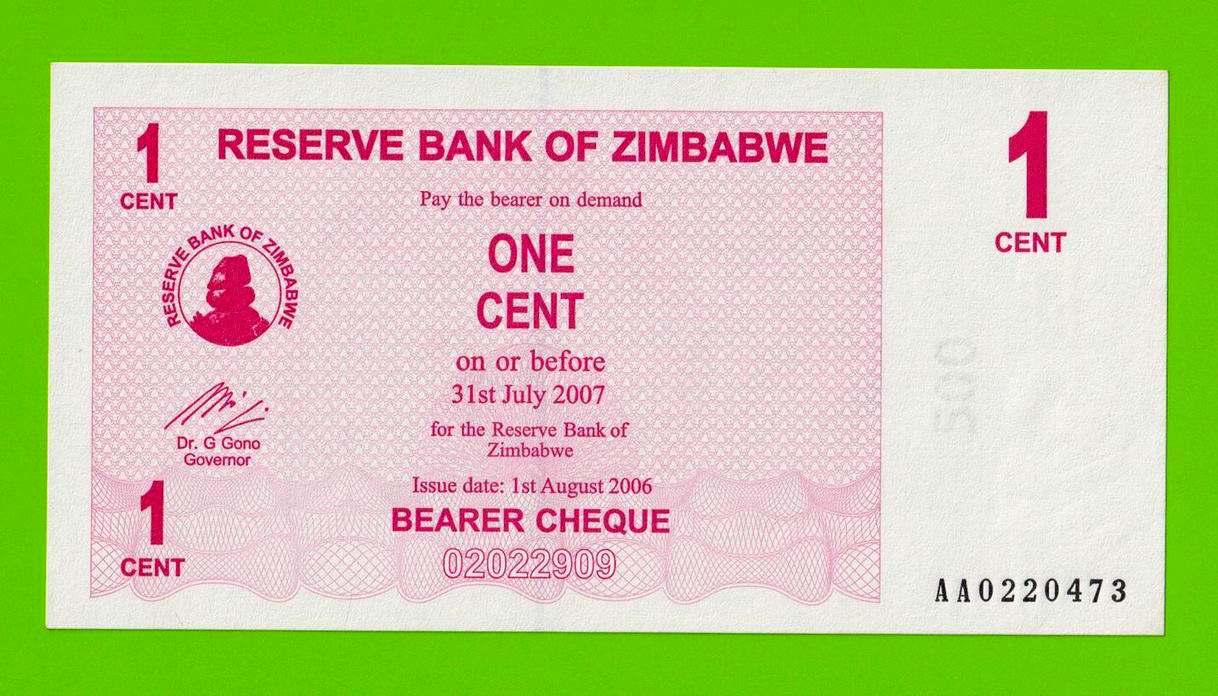 1
CENT
RESERVE BANK OF ZIMBABWE
1
CENT
Pay the bearer on demand
ONE
CENT
RESERVE BANK OF ZIMBABWE
on or before
31st July 2007
for the Reserve Bank of
Zimbabwe
Dr. G Gono
Governor
Issue date: 1st August 2006
BEARER CHEQUE
02022909
1
CENT
500
AA0220473